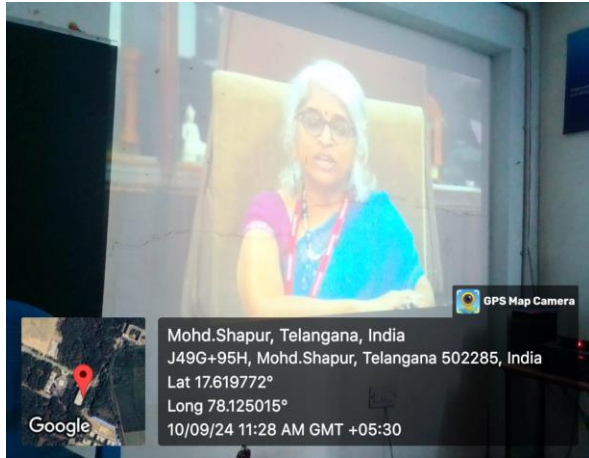 GPS Map Camera
Mohd.Shapur, Telangana, India
J49G+95H, Mohd.Shapur, Telangana 502285, India
Lat 17.619772°
Long 78.125015°
10/09/24 11:28 AM GMT +05:30
Google